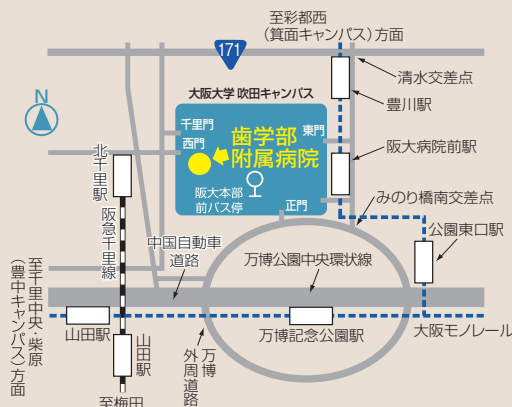 至彩都西
（箕面キャンパス）方面
171
清水交差点
大阪大学 吹田キャンパス
豊川駅
N
千里門
西門
歯学部
附属病院
東門
阪大病院前駅
北千里駅
阪大本部
前バス停
正門
みのり橋南交差点
公園東口駅
阪急千里線
中国自動車
道路
万博公園中央環状線
至千里中央・柴原
（豊中キャンパス）方面
山田駅
山田駅
万博
外周道路
万博記念公園駅
大阪モノレール
至梅田